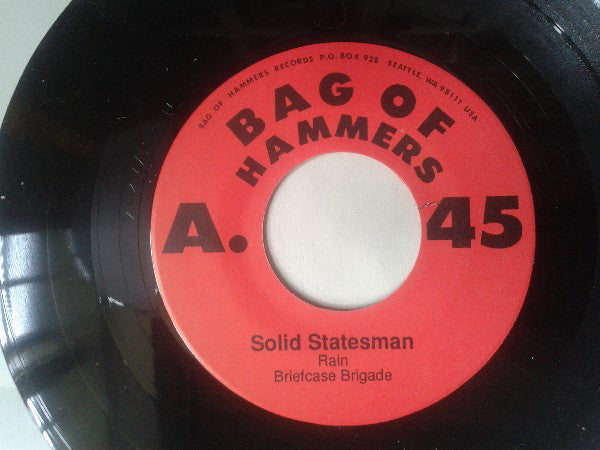 BAG OF HAMMERS RECORDS P.O. BOX 928 SEATTLE, WA 98111 USA
BAG OF
HAMMERS
A. 45
Solid Statesman
Rain
Briefcase Brigade